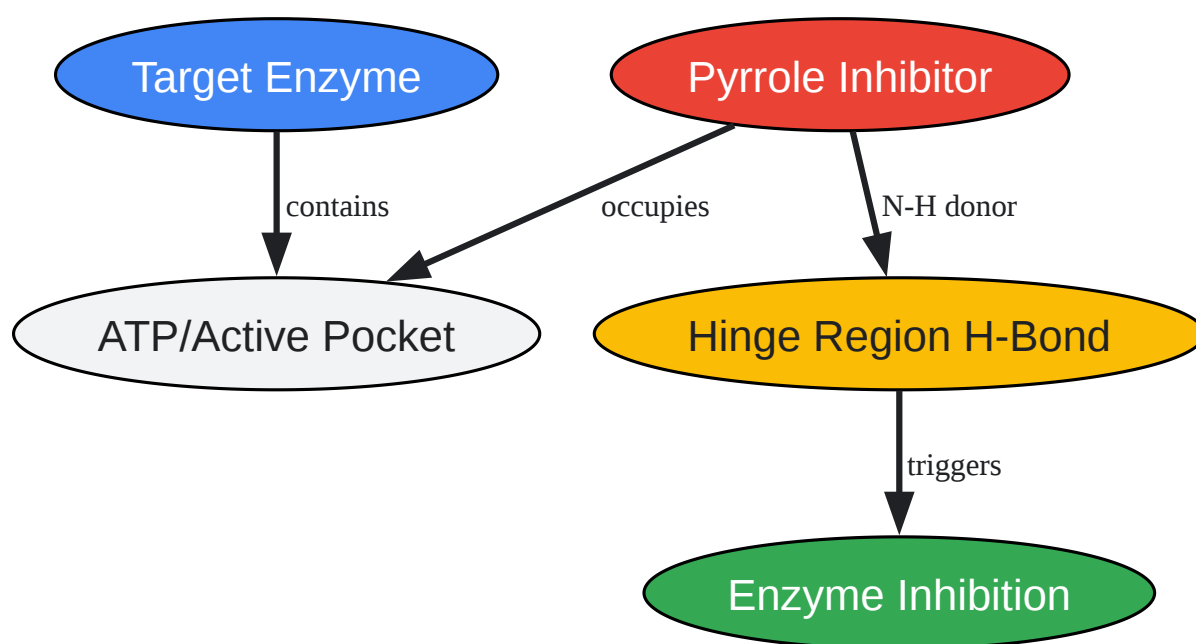 Target Enzyme
Pyrrole Inhibitor
contains
occupies
N-H donor
ATP/Active Pocket
Hinge Region H-Bond
triggers
Enzyme Inhibition